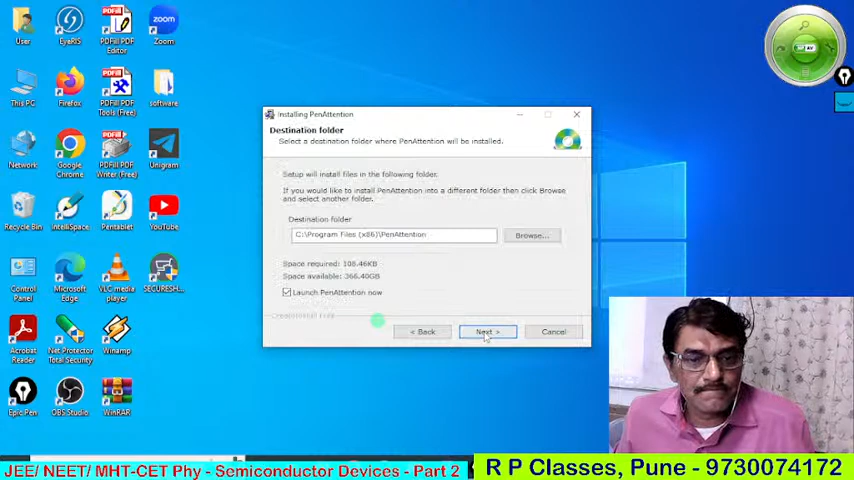 User
EyeRIS
PDFill PDF
Editor
Zoom
zoom
This PC
Firefox
PDFill PDF
Tools (Free)
software
Network
Google
Chrome
PDFill PDF
Writer (Free)
Unigram
Recycle Bin
IntelliSpace
Pentablet
YouTube
Control
Panel
Microsoft
Edge
VLC media
player
SECURESH...
Acrobat
Reader
Net Protector
Total Security
Winamp
Epic Pen
OBS Studio
WinRAR
Installing PenAttention
Destination folder
Select a destination folder where PenAttention will be installed.
Setup will install files in the following folder.
If you would like to install PenAttention into a different folder then click Browse
and select another folder.
Destination folder
C:\Program Files (x86)\PenAttention
Browse...
Space required: 108.46KB
Space available: 366.40GB
Launch PenAttention now
< Back
Next >
Cancel
JEE/ NEET/ MHT-CET Phy - Semiconductor Devices - Part 2
R P Classes, Pune - 9730074172